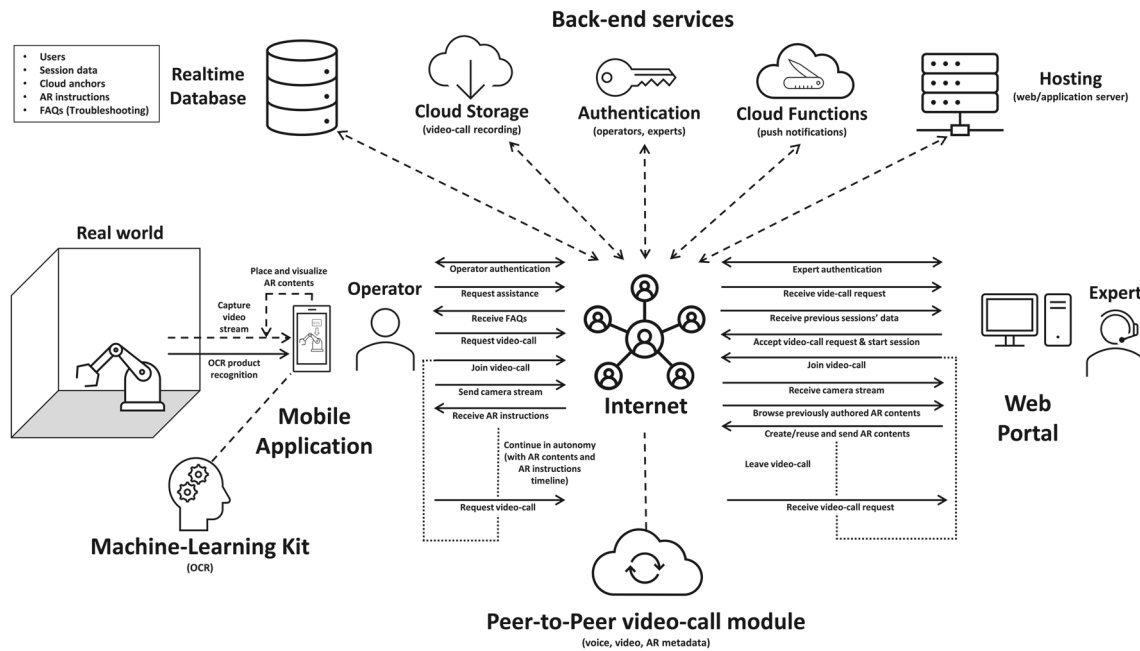 Back-end services
• Users
• Session data
• Cloud anchors
• AR instructions
• FAQs (Troubleshooting)
Realtime
Database
Cloud Storage
(video-call recording)
Authentication
(operators, experts)
Cloud Functions
(push notifications)
Hosting
(web/application server)
Real world
Place and visualize
AR contents
Capture
video
stream
OCR product
recognition
Operator
Mobile
Application
Machine-Learning Kit
(OCR)
Operator authentication
Request assistance
Receive FAQs
Request video-call
Join video-call
Send camera stream
Receive AR instructions
Continue in autonomy
(with AR contents and
AR instructions
timeline)
Request video-call
Internet
Expert authentication
Receive vide-call request
Receive previous sessions' data
Accept video-call request & start session
Join video-call
Receive camera stream
Browse previously authored AR contents
Create/reuse and send AR contents
Leave video-call
Receive video-call request
Expert
Web
Portal
Peer-to-Peer video-call module
(voice, video, AR metadata)